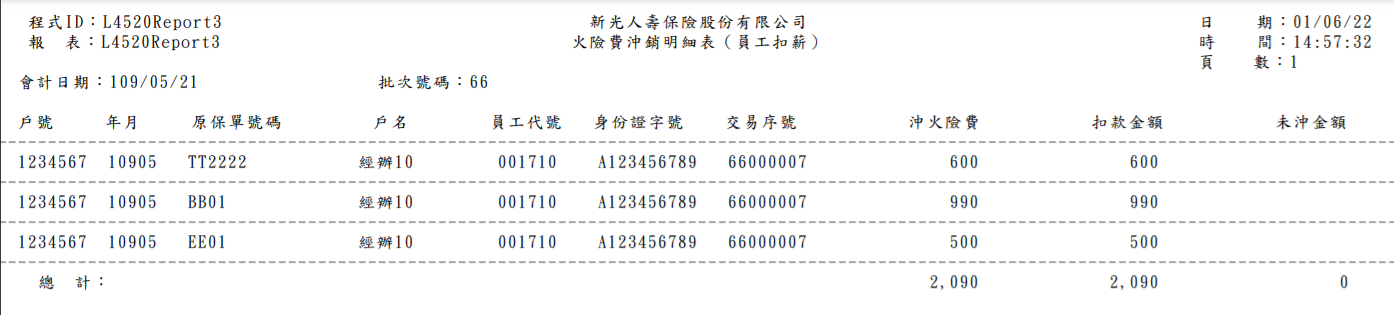 程式ID：L4520Report3 新光人壽保險股份有限公司 日 期：01/06/22
報 表：L4520Report3 火險費沖銷明細表（員工扣薪） 時 間：14:57:32
頁 數：1
會計日期：109/05/21 批次號碼：66
戶號 年月 原保單號碼 戶名 員工代號 身份證字號 交易序號 沖火險費 扣款金額 未沖金額
1234567 10905 TT2222 經辦10 001710 A123456789 66000007 600 600
1234567 10905 BB01 經辦10 001710 A123456789 66000007 990 990
1234567 10905 EE01 經辦10 001710 A123456789 66000007 500 500
總 計： 2,090 2,090 0